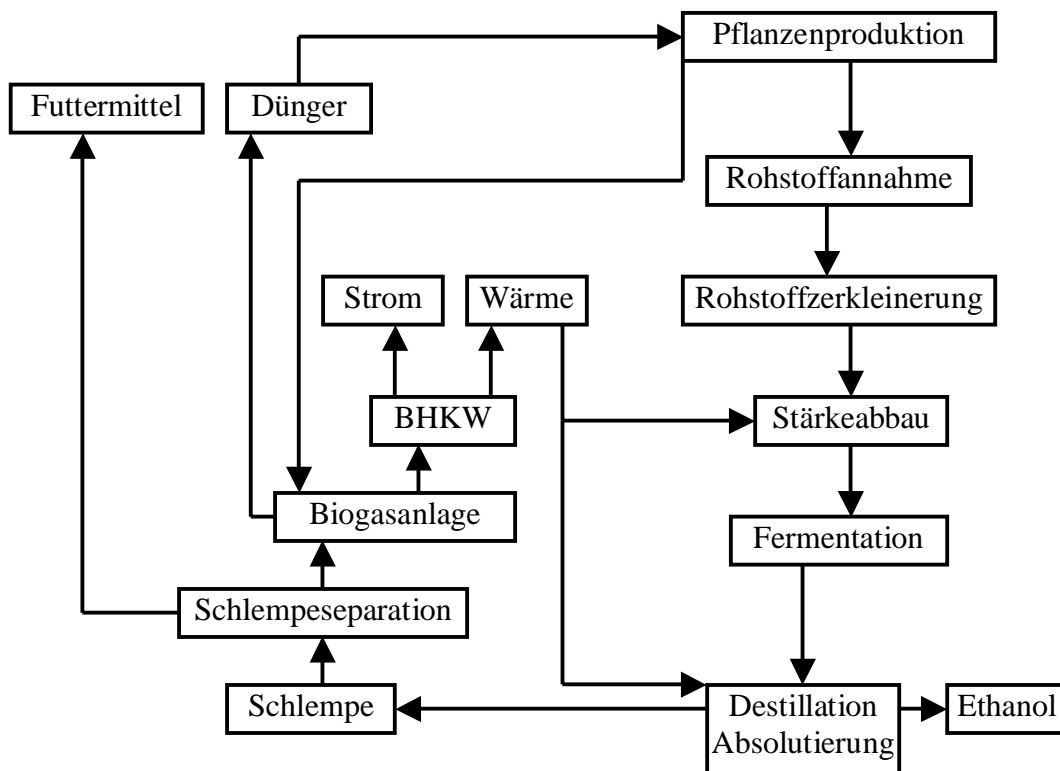 Pflanzenproduktion
Futtermittel
Dünger
Rohstoffannahme
Strom
Wärme
Rohstoffzerkleinerung
BHKW
Stärkeabbau
Biogasanlage
Fermentation
Schlempeseparation
Schlempe
Destillation
Absolutierung
Ethanol